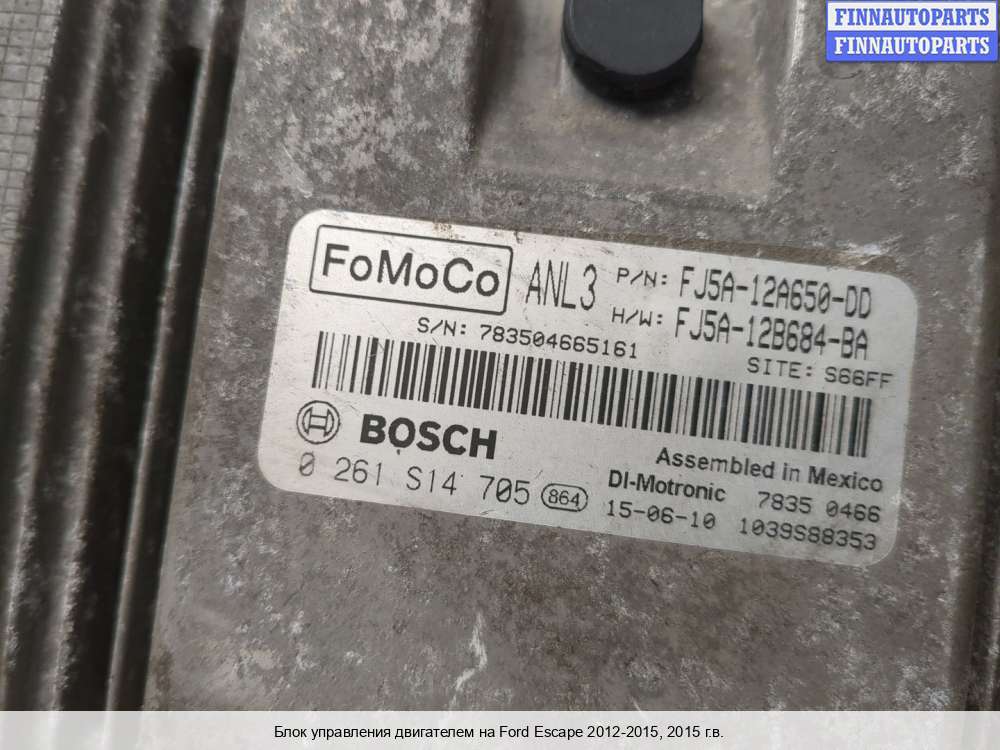 FINNAUTOPARTS
FINNAUTOPARTS
FoMoCo ANL3 P/N: FJ5A-12A650-DD
H/W: FJ5A-12B684-BA
S/N: 783504665161
SITE: S66FF
BOSCH
Assembled in Mexico
0 261 S14 705 864 DI-Motronic 7835 0466
15-06-10 1039S88353
Блок управления двигателем на Ford Escape 2012-2015, 2015 г.в.